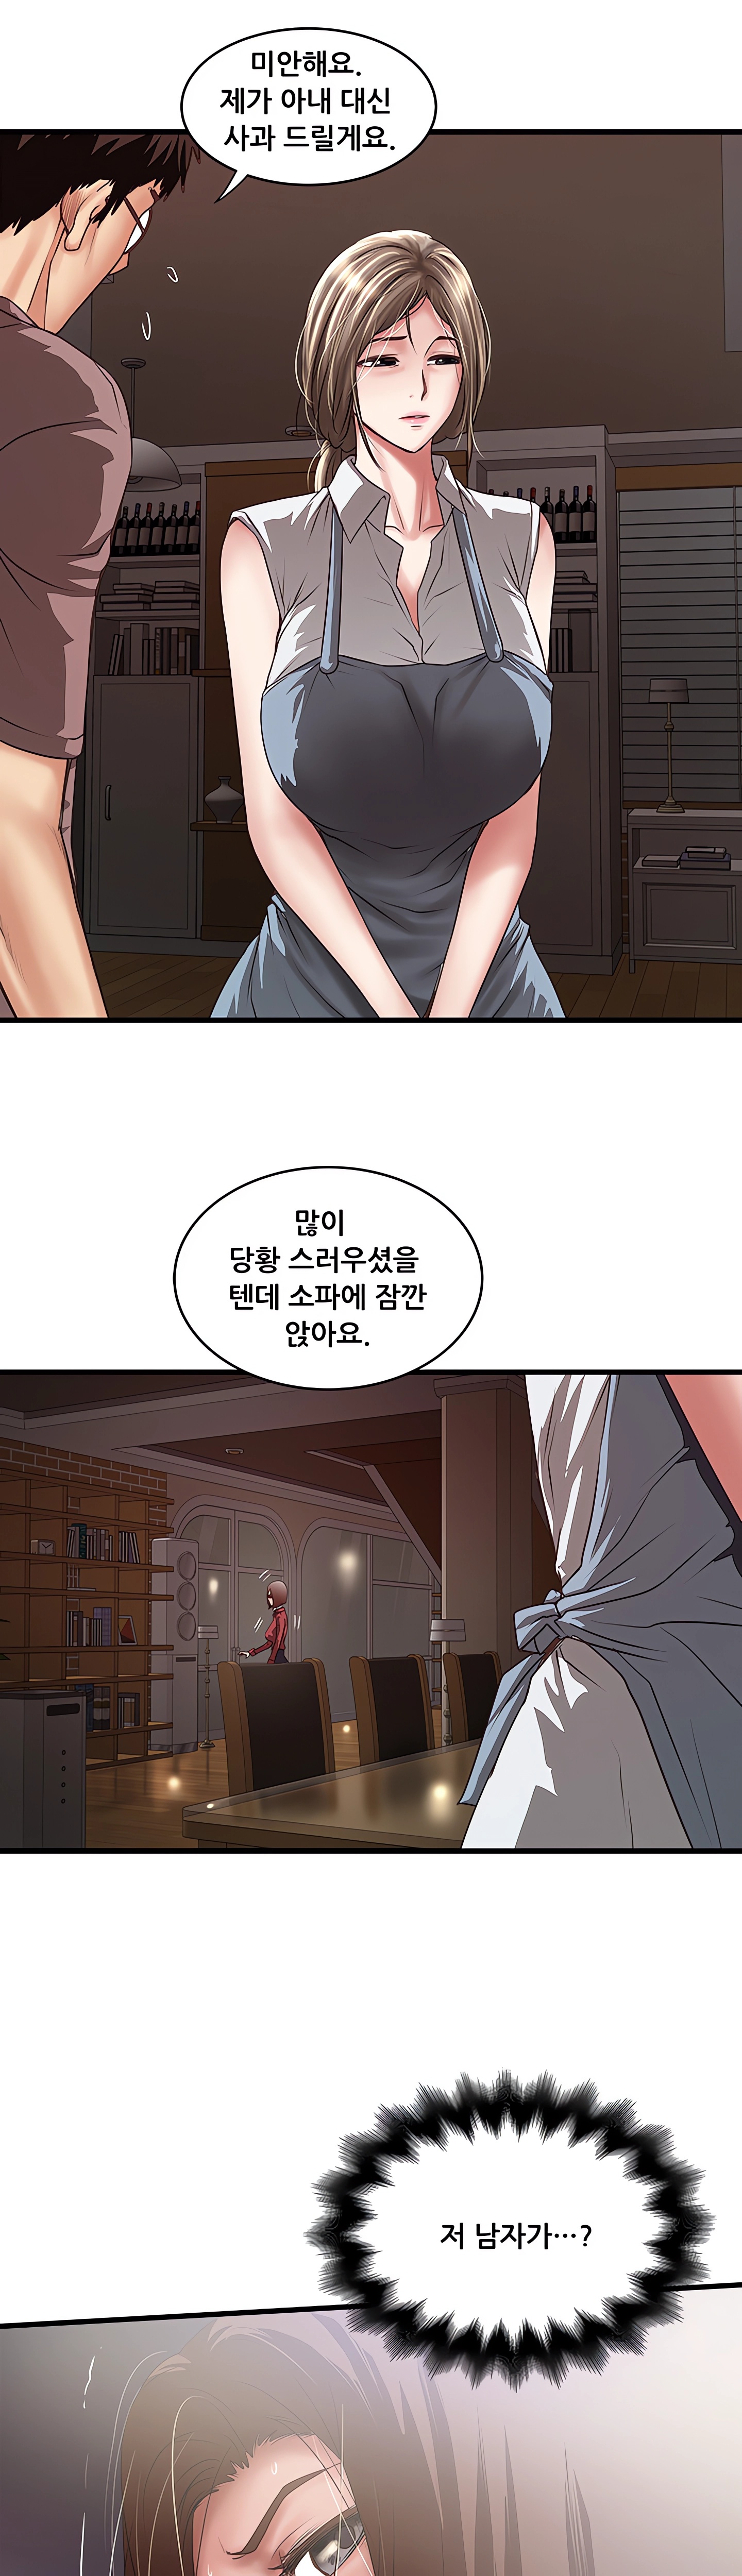 미안해요.
제가 아내 대신
사과 드릴게요.
많이
당황 스러우셨을
텐데 소파에 잠깐
앉아요.
저 남자가…?